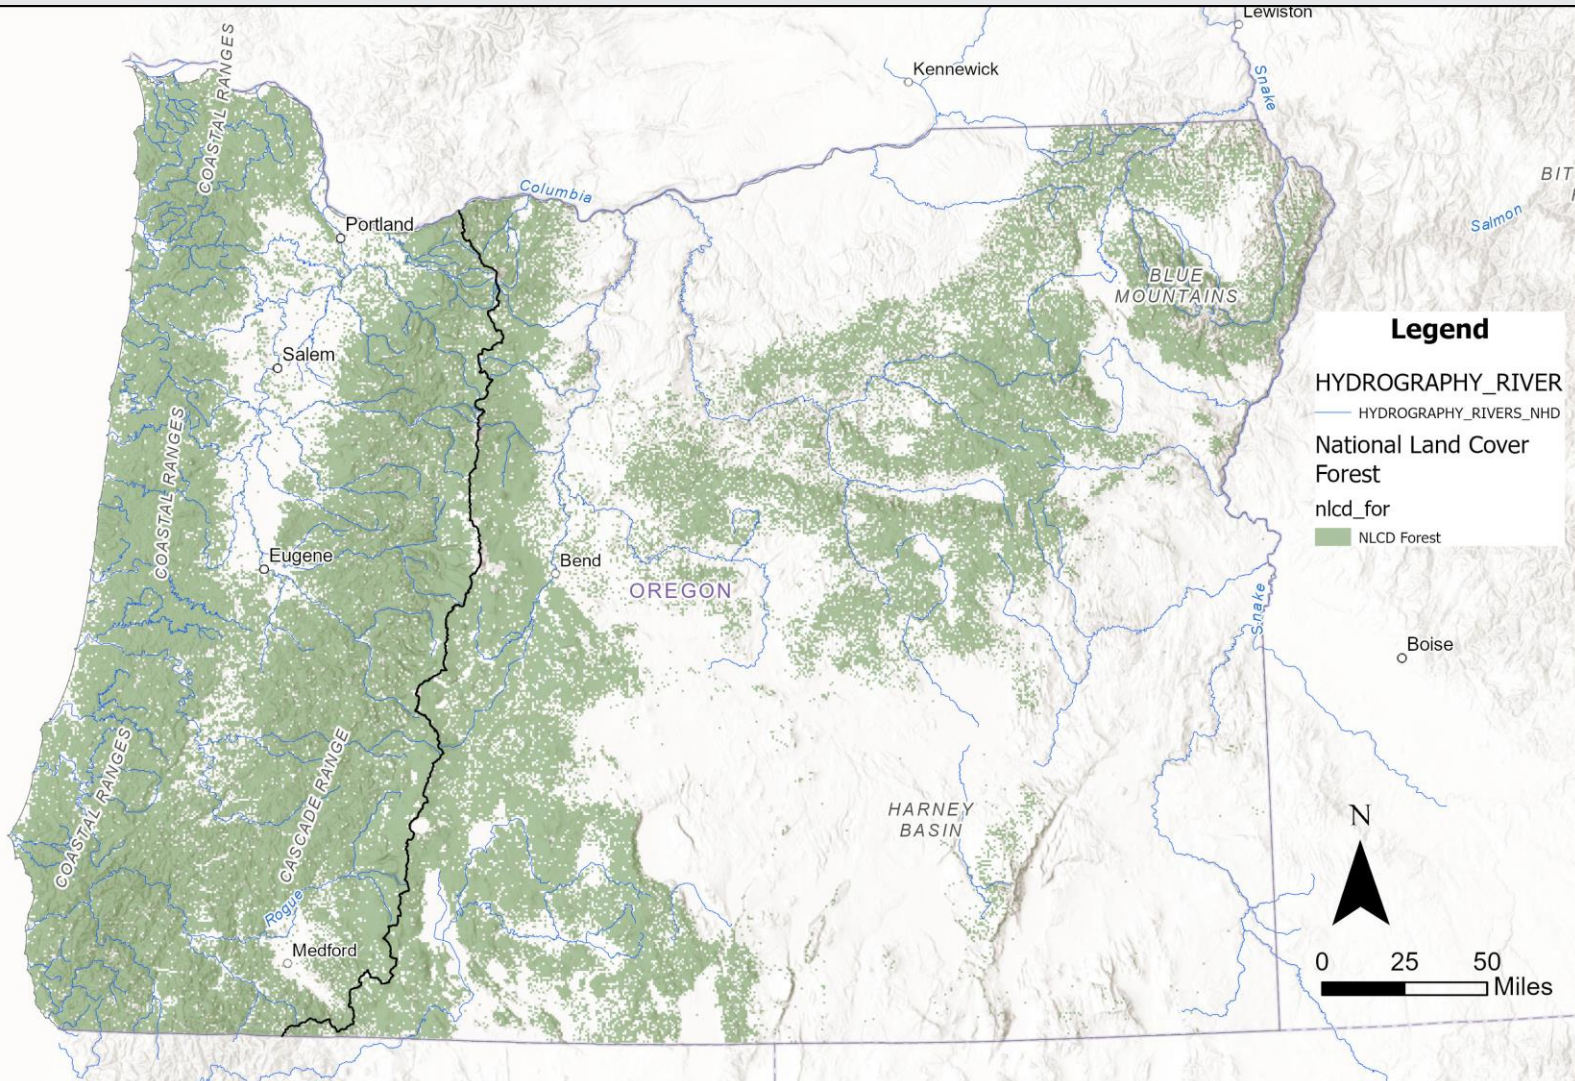 Lewiston
COASTAL RANGES
Kennewick
Snake
BIT
Columbia
Salmon
Portland
BLUE
MOUNTAINS
Legend
HYDROGRAPHY_RIVER
HYDROGRAPHY_RIVERS_NHD
National Land Cover
Forest
nlcd_for
NLCD Forest
Salem
COASTAL RANGES
Eugene
Bend
OREGON
Snake
Boise
COASTAL RANGES
CASCADE RANGE
HARNEY
BASIN
N
Rogue
Medford
0 25 50
Miles